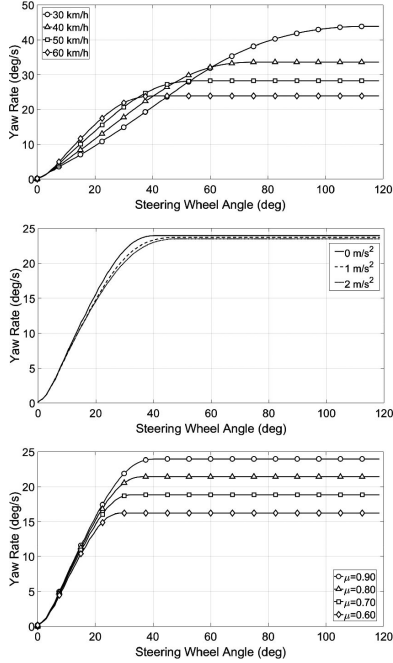 50
40
30
20
10
0
Yaw Rate (deg/s)
30 km/h
40 km/h
50 km/h
60 km/h
0 20 40 60 80 100 120
Steering Wheel Angle (deg)
25
20
15
10
5
0
Yaw Rate (deg/s)
0 m/s²
1 m/s²
2 m/s²
0 20 40 60 80 100 120
Steering Wheel Angle (deg)
25
20
15
10
5
0
Yaw Rate (deg/s)
μ=0.90
μ=0.80
μ=0.70
μ=0.60
0 20 40 60 80 100 120
Steering Wheel Angle (deg)